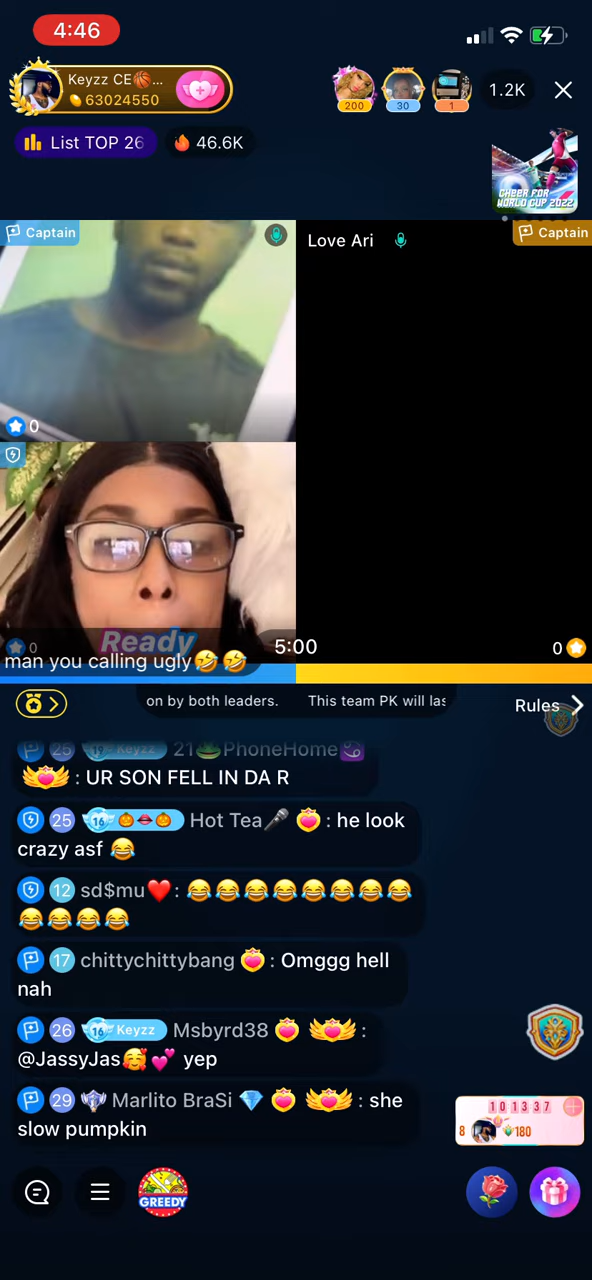 4:46
Keyzz CE🏀...
63024550
200
30
1
1.2K
List TOP 26
46.6K
CHEER FOR
WORLD CUP 2022
Captain
Love Ari
Captain
0
Ready
0
5:00
0
man you calling ugly🤣🤣
on by both leaders. This team PK will las
Rules
25 19 Keyzz 21🐸PhoneHome♋
: UR SON FELL IN DA R
25 16 🎃👄🎃 Hot Tea🎤 : he look
crazy asf 😂
12 sd$mu❤️: 😂😂😂😂😂😂😂😂
😂😂😂😂
17 chittychittybang : Omggg hell
nah
26 16 Keyzz Msbyrd38 :
@JassyJas🥰💕 yep
29 Marlito BraSi 💎 : she
slow pumpkin
101337
8 180
GREEDY